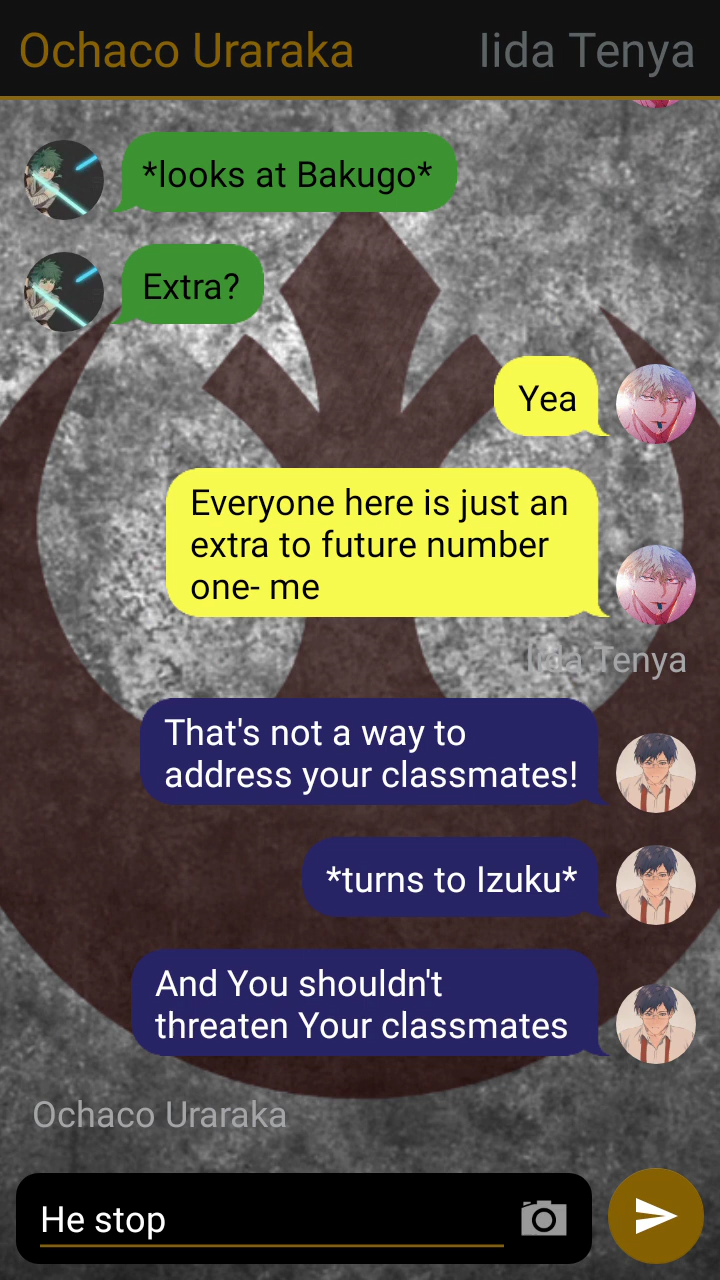 Ochaco Uraraka
Iida Tenya
*looks at Bakugo*
Extra?
Yea
Everyone here is just an
extra to future number
one- me
Iida Tenya
That's not a way to
address your classmates!
*turns to Izuku*
And You shouldn't
threaten Your classmates
Ochaco Uraraka
He stop